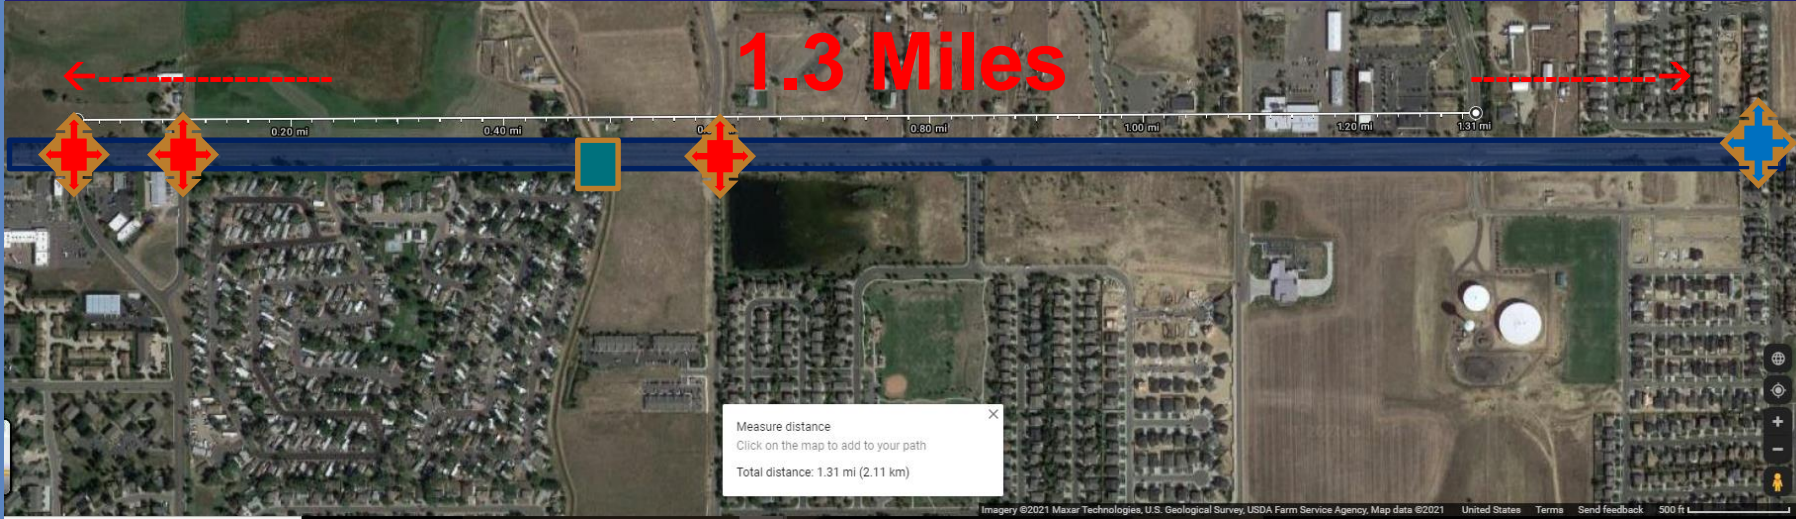 1.3 Miles
0.20 mi
0.40 mi
0.80 mi
1.00 mi
1.20 mi
1.31 mi
Measure distance
Click on the map to add to your path
Total distance: 1.31 mi (2.11 km)
Imagery ©2021 Maxar Technologies, U.S. Geological Survey, USDA Farm Service Agency, Map data ©2021 United States Terms Send feedback 500 ft